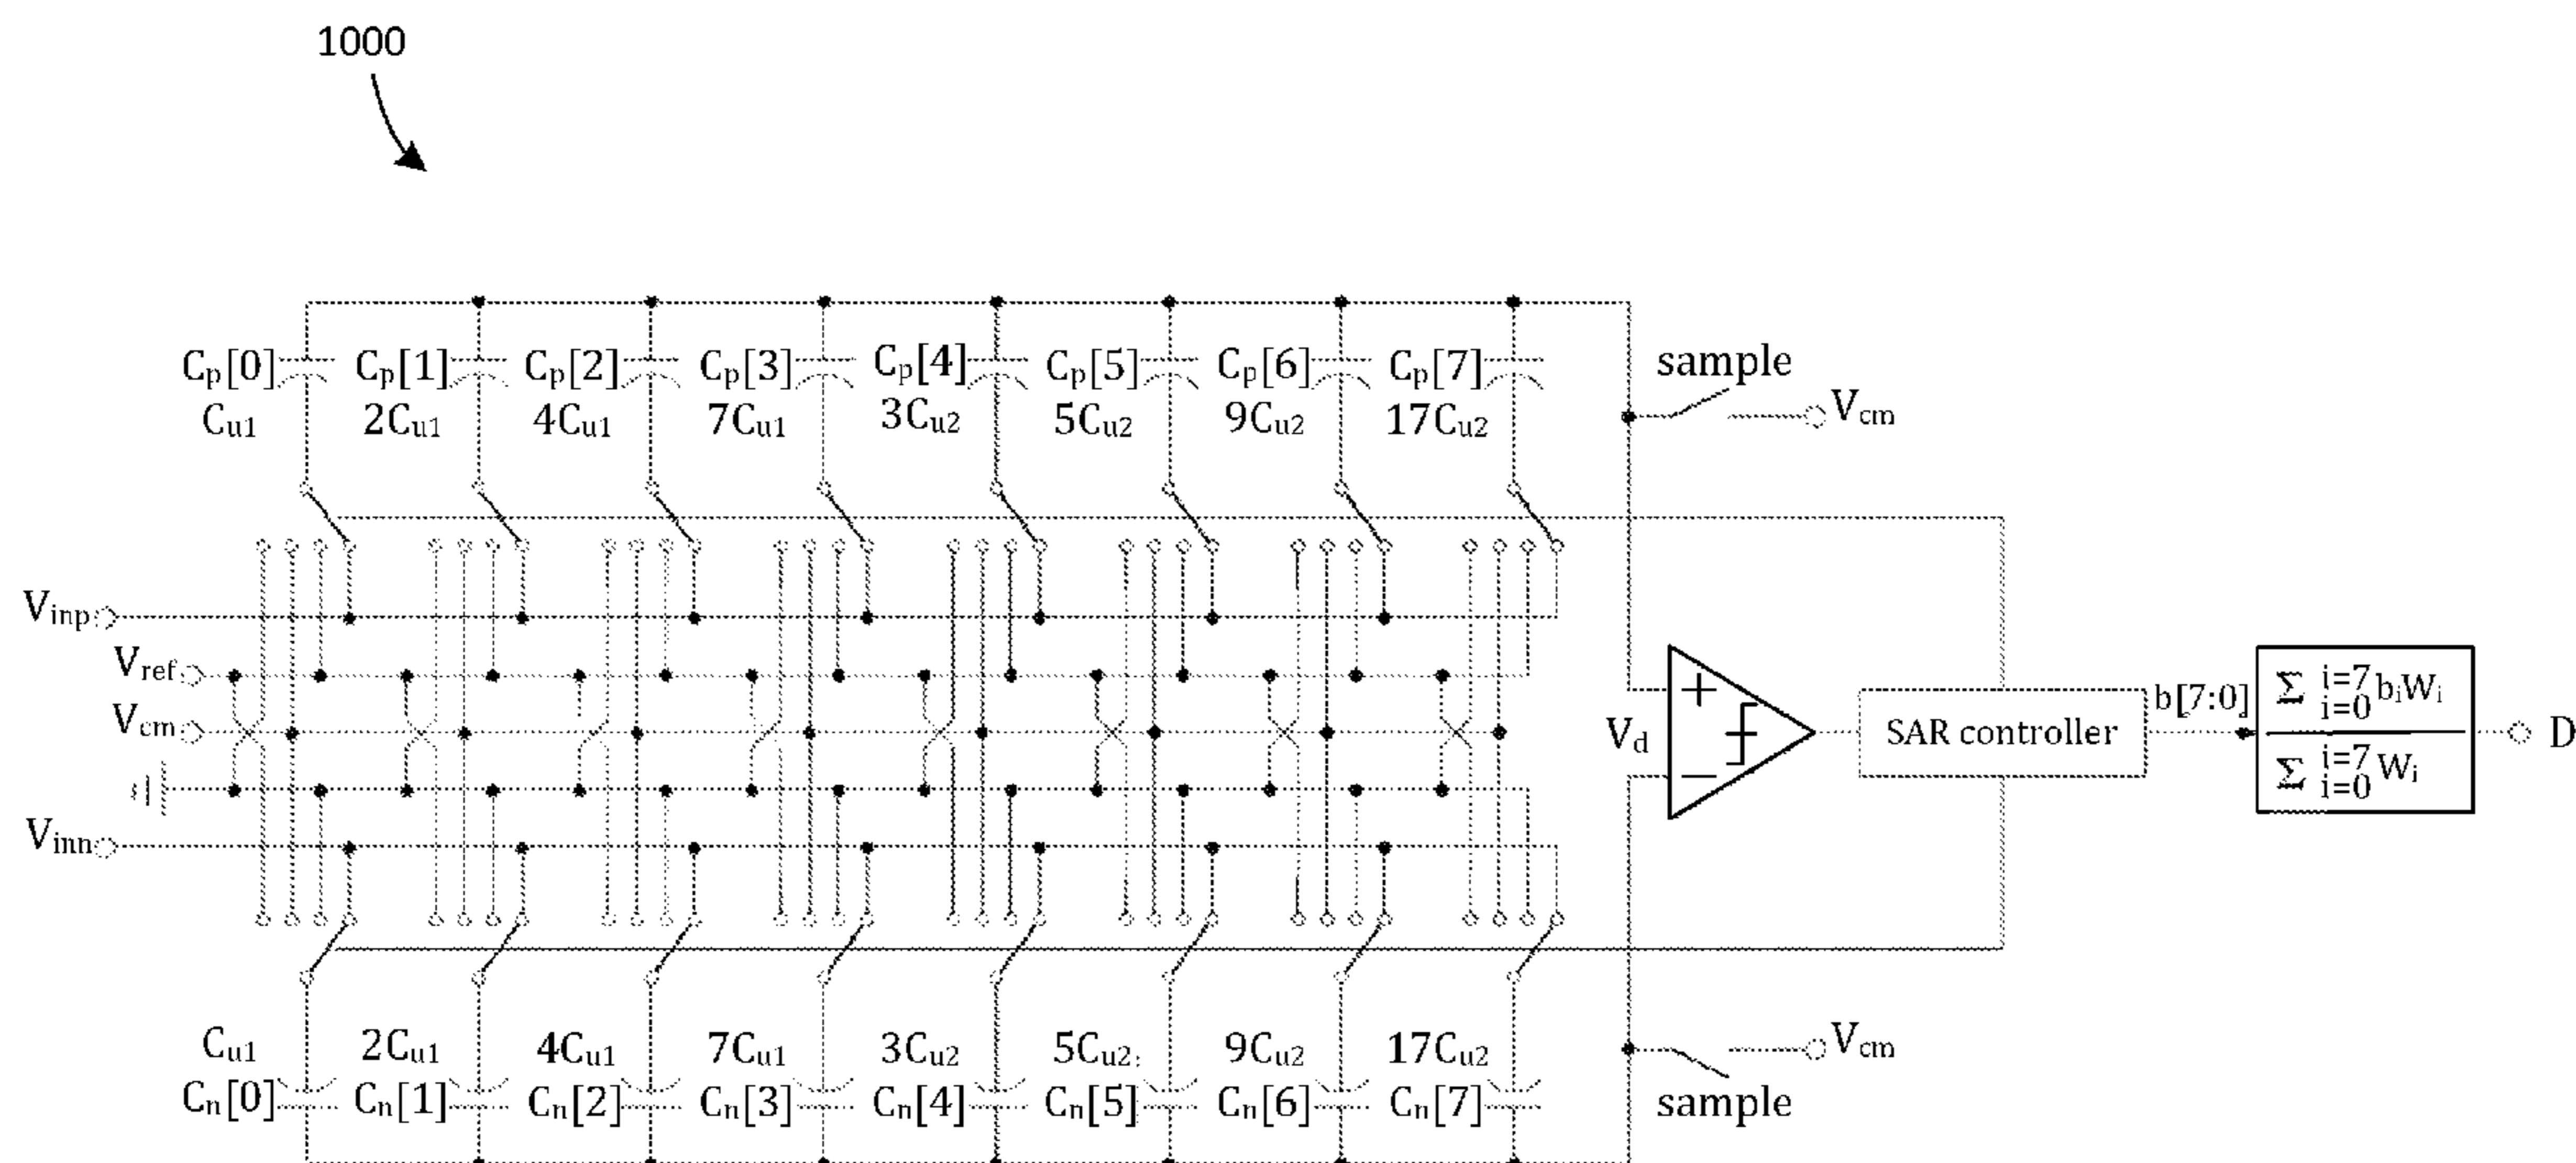 1000
Cp[0] Cp[1] Cp[2] Cp[3] Cp[4] Cp[5] Cp[6] Cp[7]
Cu1 2Cu1 4Cu1 7Cu1 3Cu2 5Cu2 9Cu2 17Cu2
sample
Vcm
Vinp
Vref
Vcm
Vinn
+
Vd
−
SAR controller
b[7:0]
Σ i=7 i=0 biWi
Σ i=7 i=0 Wi
D
Cu1 2Cu1 4Cu1 7Cu1 3Cu2 5Cu2 9Cu2 17Cu2
Cn[0] Cn[1] Cn[2] Cn[3] Cn[4] Cn[5] Cn[6] Cn[7]
Vcm
sample